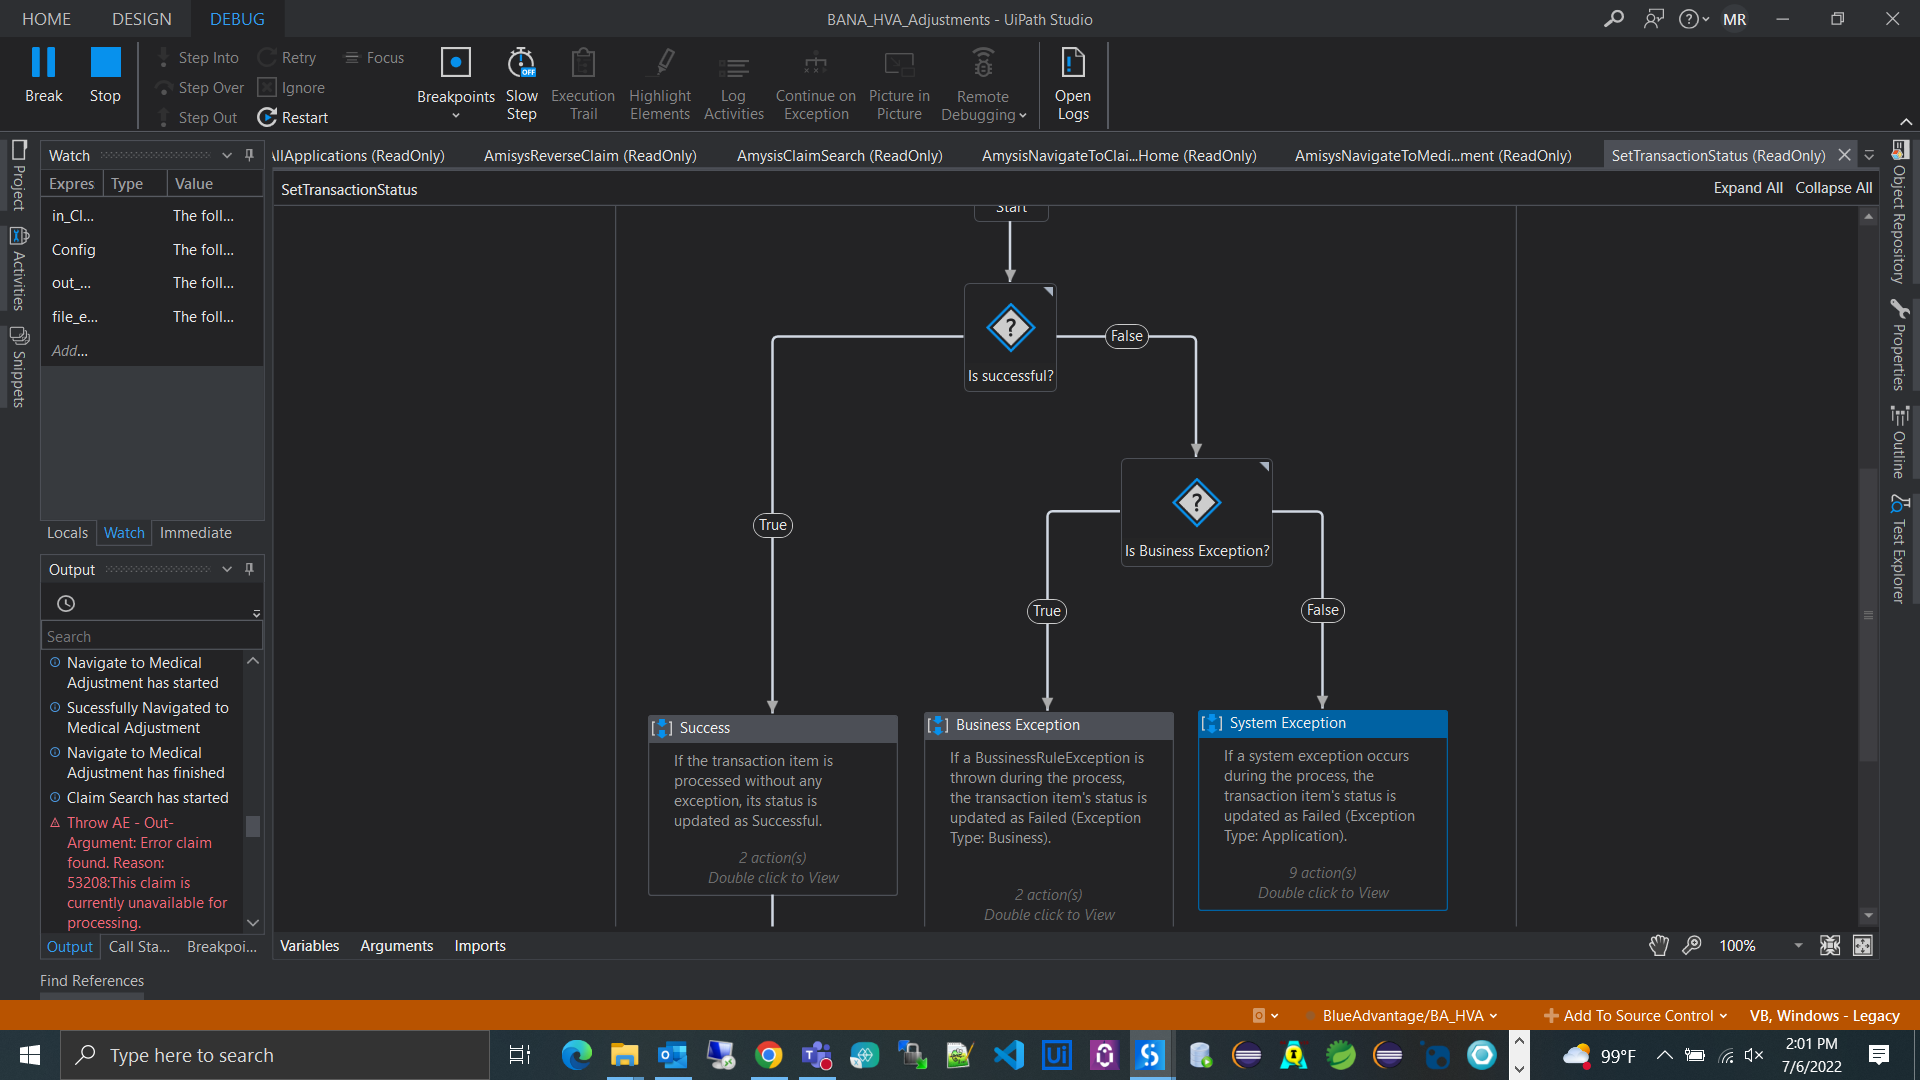 HOME DESIGN DEBUG
BANA_HVA_Adjustments - UiPath Studio
MR
Break
Stop
Step Into
Step Over
Step Out
Retry
Ignore
Restart
Focus
Breakpoints
OFF
Slow
Step
Execution
Trail
Highlight
Elements
Log
Activities
Continue on
Exception
Picture in
Picture
Remote
Debugging
Open
Logs
Project
Activities
Snippets
Watch
Expres Type Value
in_Cl... The foll...
Config The foll...
out_... The foll...
file_e... The foll...
Add...
Locals Watch Immediate
Output
Search
Navigate to Medical
Adjustment has started
Sucessfully Navigated to
Medical Adjustment
Navigate to Medical
Adjustment has finished
Claim Search has started
Throw AE - Out-
Argument: Error claim
found. Reason:
53208:This claim is
currently unavailable for
processing.
Output Call Sta... Breakpoi...
Find References
AllApplications (ReadOnly) AmisysReverseClaim (ReadOnly) AmysisClaimSearch (ReadOnly) AmysisNavigateToClai...Home (ReadOnly) AmisysNavigateToMedi...ment (ReadOnly) SetTransactionStatus (ReadOnly)
SetTransactionStatus
Expand All Collapse All
Start
?
Is successful?
False
True
?
Is Business Exception?
True
False
Success
If the transaction item is
processed without any
exception, its status is
updated as Successful.
2 action(s)
Double click to View
Business Exception
If a BussinessRuleException is
thrown during the process,
the transaction item's status is
updated as Failed (Exception
Type: Business).
2 action(s)
Double click to View
System Exception
If a system exception occurs
during the process, the
transaction item's status is
updated as Failed (Exception
Type: Application).
9 action(s)
Double click to View
Variables Arguments Imports
100%
Object Repository
Properties
Outline
Test Explorer
BlueAdvantage/BA_HVA
Add To Source Control
VB, Windows - Legacy
Type here to search
Ui
99°F
2:01 PM
7/6/2022